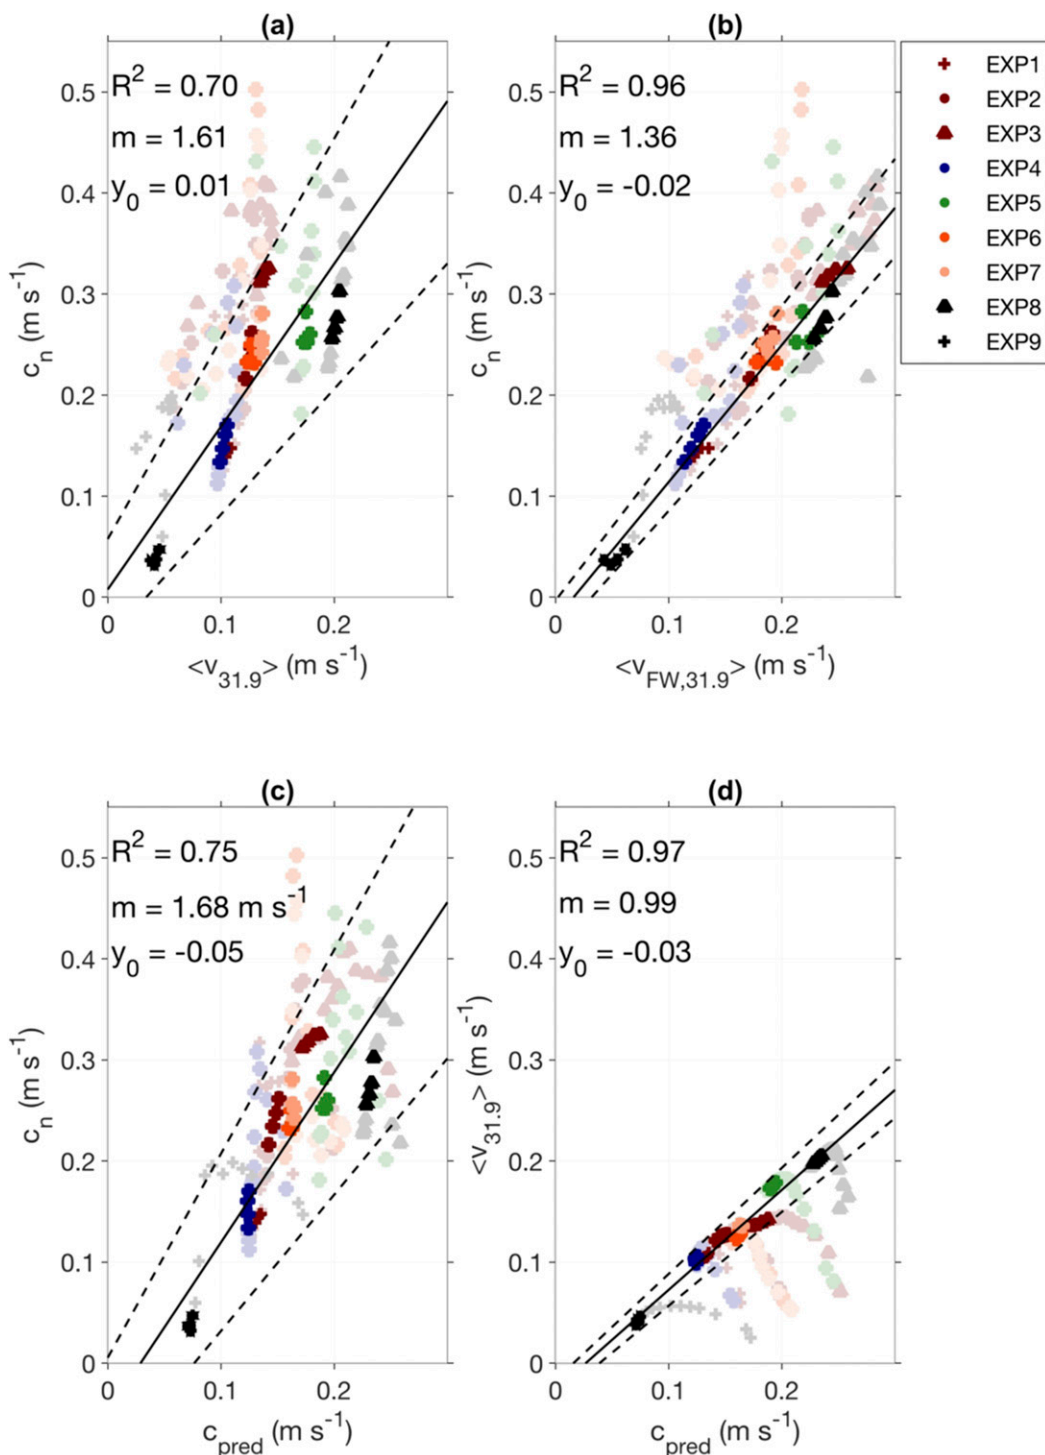 (a)
R² = 0.70
m = 1.61
y₀ = 0.01
0.5
0.4
0.3
0.2
0.1
0
0 0.1 0.2
cₙ (m s⁻¹)
<v₃₁.₉> (m s⁻¹)
(b)
R² = 0.96
m = 1.36
y₀ = -0.02
0.5
0.4
0.3
0.2
0.1
0
0 0.1 0.2
cₙ (m s⁻¹)
<v_FW,31.9> (m s⁻¹)
EXP1
EXP2
EXP3
EXP4
EXP5
EXP6
EXP7
EXP8
EXP9
(c)
R² = 0.75
m = 1.68 m s⁻¹
y₀ = -0.05
0.5
0.4
0.3
0.2
0.1
0
0 0.1 0.2
cₙ (m s⁻¹)
c_pred (m s⁻¹)
(d)
R² = 0.97
m = 0.99
y₀ = -0.03
0.5
0.4
0.3
0.2
0.1
0
0 0.1 0.2
<v₃₁.₉> (m s⁻¹)
c_pred (m s⁻¹)